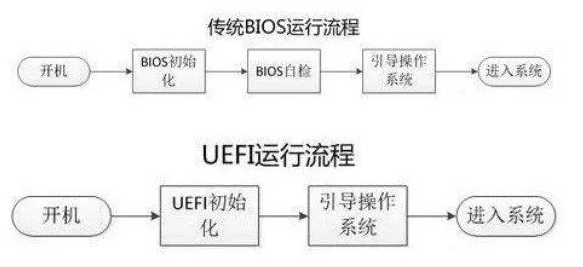 传统BIOS运行流程
开机
BIOS初始
化
BIOS自检
引导操作
系统
进入系统
UEFI运行流程
开机
UEFI初始
化
引导操作
系统
进入系统